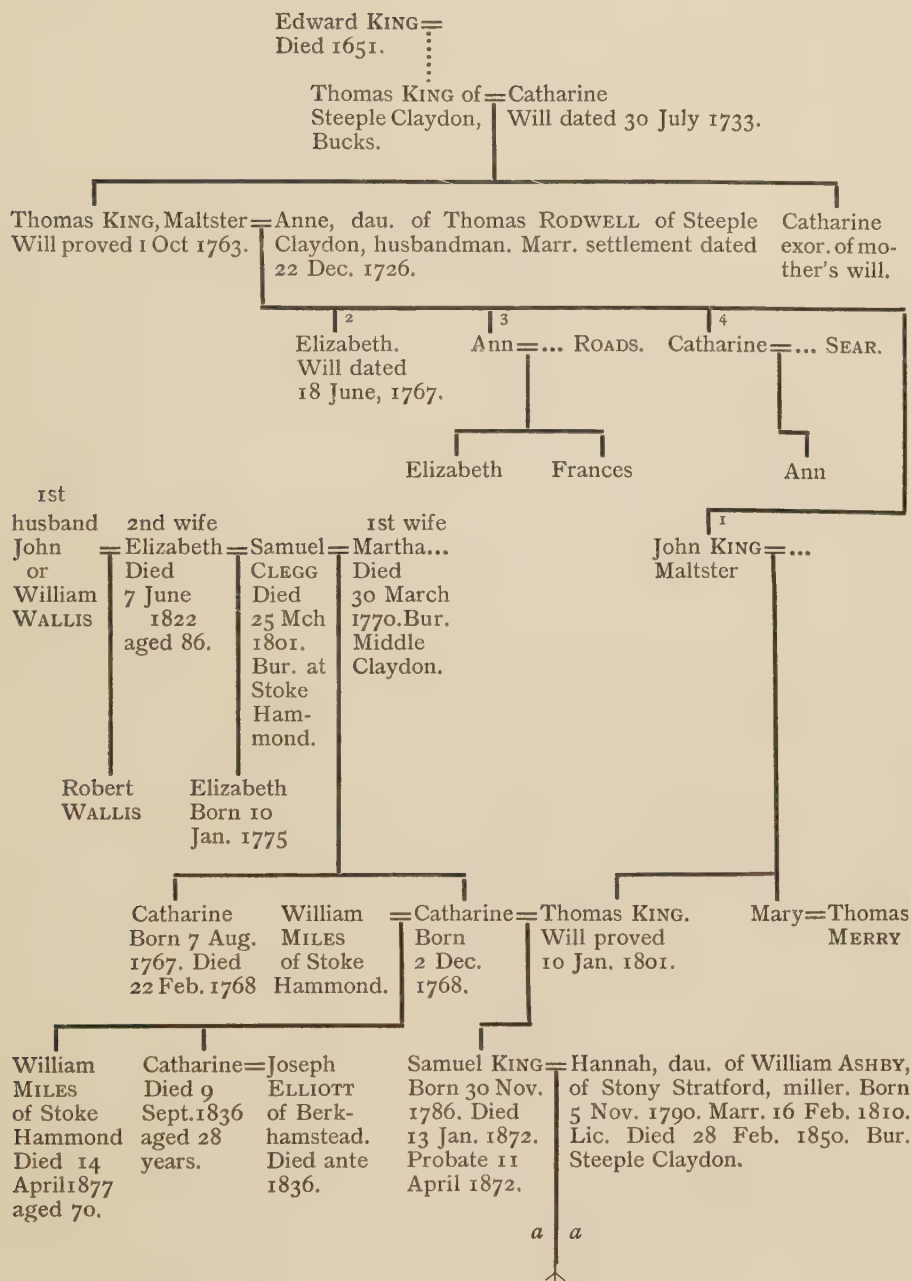 Edward KING=
Died 1651.
Thomas KING of=Catharine
Steeple Claydon, Will dated 30 July 1733.
Bucks.
Thomas KING, Maltster=Anne, dau. of Thomas RODWELL of Steeple
Will proved 1 Oct 1763. Claydon, husbandman. Marr. settlement dated
22 Dec. 1726.
Catharine
exor. of mo-
ther's will.
2
Elizabeth.
Will dated
18 June, 1767.
3
Ann=... ROADS.
4
Catharine=... SEAR.
Elizabeth
Frances
Ann
1st
husband
John
or
William
WALLIS
=
2nd wife
Elizabeth=
Died
7 June
1822
aged 86.
Samuel=
CLEGG
Died
25 Mch
1801.
Bur. at
Stoke
Ham-
mond.
1st wife
Martha...
Died
30 March
1770. Bur.
Middle
Claydon.
1
John KING=...
Maltster
Robert
WALLIS
Elizabeth
Born 10
Jan. 1775
Catharine
Born 7 Aug.
1767. Died
22 Feb. 1768
William
MILES
of Stoke
Hammond.
=Catharine=
Born
2 Dec.
1768.
Thomas KING.
Will proved
10 Jan. 1801.
Mary=Thomas
MERRY
William
MILES
of Stoke
Hammond
Died 14
April 1877
aged 70.
Catharine=
Died 9
Sept. 1836
aged 28
years.
Joseph
ELLIOTT
of Berk-
hamstead.
Died ante
1836.
Samuel KING=
Born 30 Nov.
1786. Died
13 Jan. 1872.
Probate 11
April 1872.
Hannah, dau. of William ASHBY,
of Stony Stratford, miller. Born
5 Nov. 1790. Marr. 16 Feb. 1810.
Lic. Died 28 Feb. 1850. Bur.
Steeple Claydon.
a a